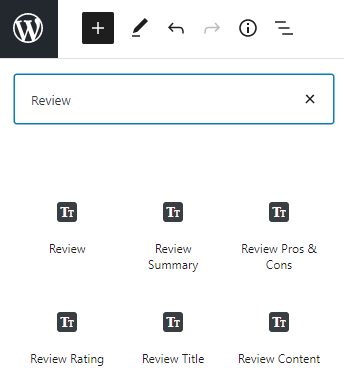 Review
Review
Review
Summary
Review Pros &
Cons
Review Rating
Review Title
Review Content